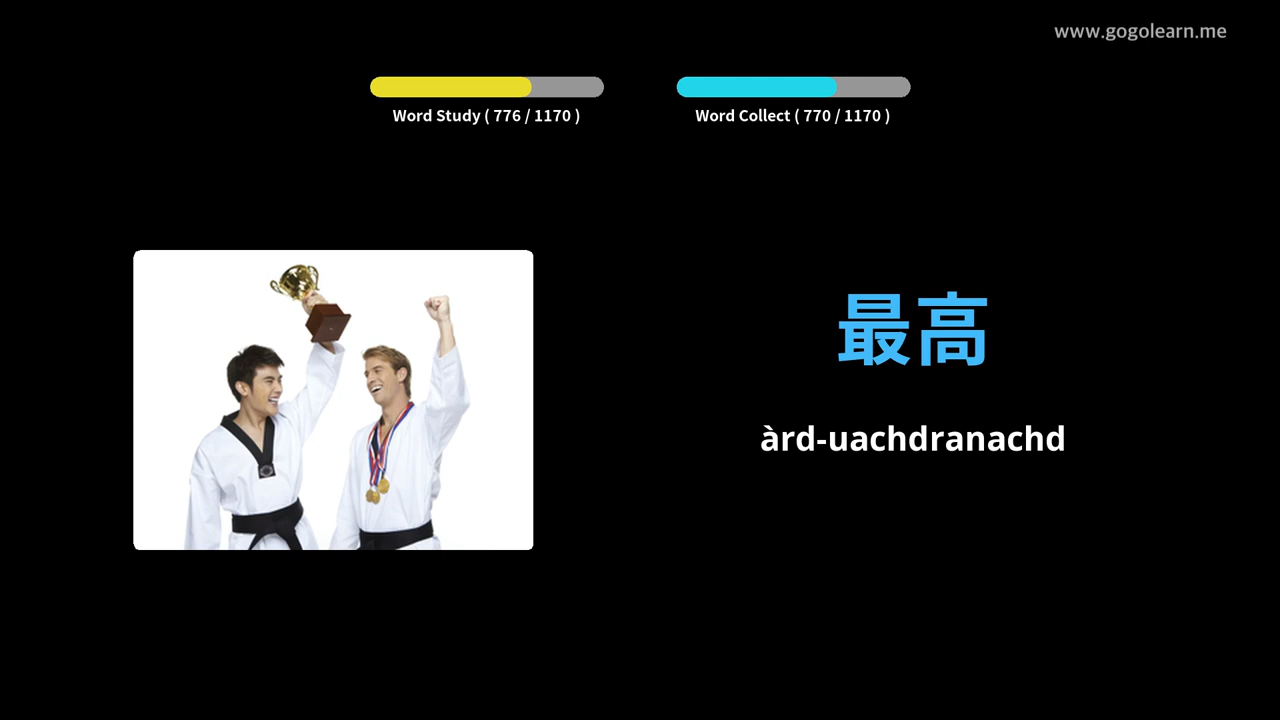 www.gogolearn.me
Word Study ( 776 / 1170 )
Word Collect ( 770 / 1170 )
最高
àrd-uachdranachd